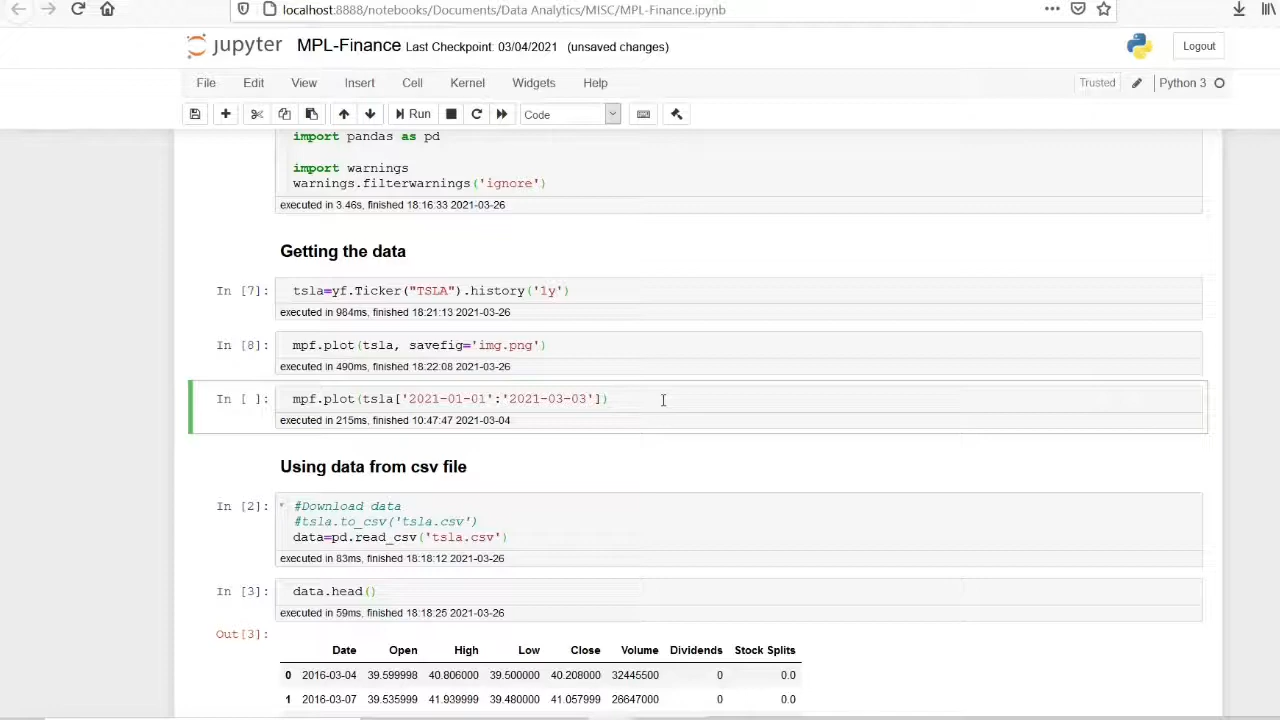 localhost:8888/notebooks/Documents/Data Analytics/MISC/MPL-Finance.ipynb
jupyter MPL-Finance Last Checkpoint: 03/04/2021 (unsaved changes) Logout
File Edit View Insert Cell Kernel Widgets Help Trusted Python 3
Run Code
import pandas as pd
import warnings
warnings.filterwarnings('ignore')
executed in 3.46s, finished 18:16:33 2021-03-26
Getting the data
In [7]: tsla=yf.Ticker("TSLA").history('1y')
executed in 984ms, finished 18:21:13 2021-03-26
In [8]: mpf.plot(tsla, savefig='img.png')
executed in 490ms, finished 18:22:08 2021-03-26
In [ ]: mpf.plot(tsla['2021-01-01':'2021-03-03'])
executed in 215ms, finished 10:47:47 2021-03-04
Using data from csv file
In [2]: #Download data
#tsla.to_csv('tsla.csv')
data=pd.read_csv('tsla.csv')
executed in 83ms, finished 18:18:12 2021-03-26
In [3]: data.head()
executed in 59ms, finished 18:18:25 2021-03-26
Out[3]:
Date Open High Low Close Volume Dividends Stock Splits
0 2016-03-04 39.599998 40.806000 39.500000 40.208000 32445500 0 0.0
1 2016-03-07 39.535999 41.939999 39.480000 41.057999 26647000 0 0.0